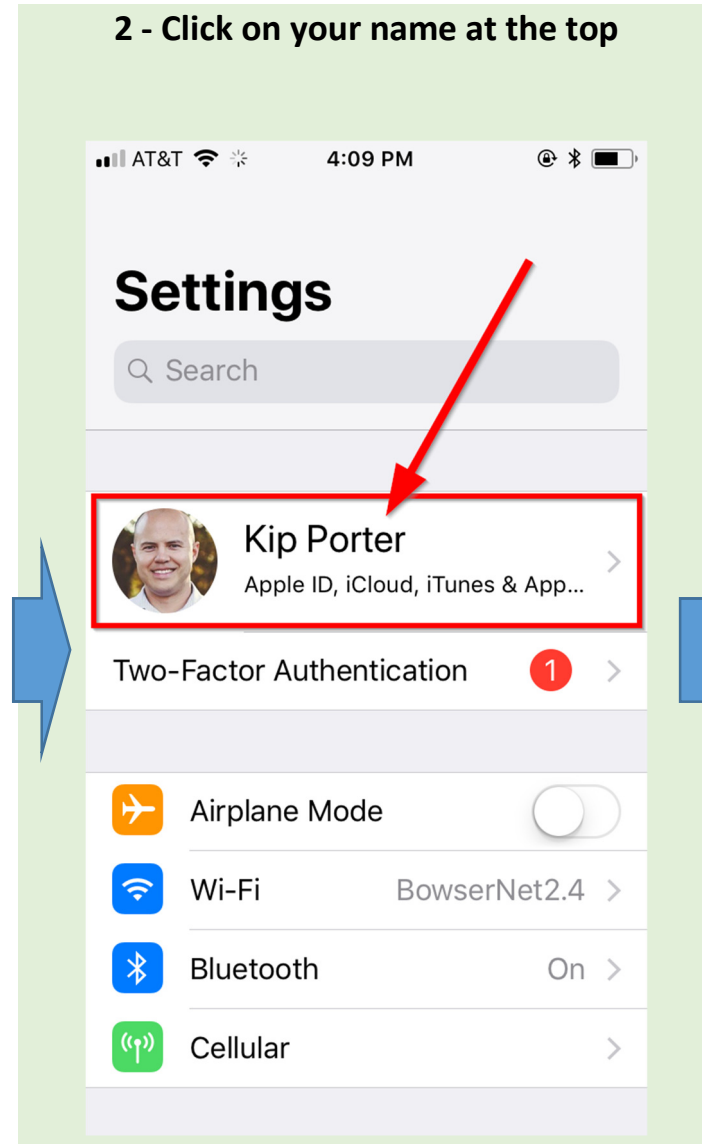 2 - Click on your name at the top
AT&T 4:09 PM
Settings
Search
Kip Porter
Apple ID, iCloud, iTunes & App...
Two-Factor Authentication 1
Airplane Mode
Wi-Fi BowserNet2.4
Bluetooth On
Cellular